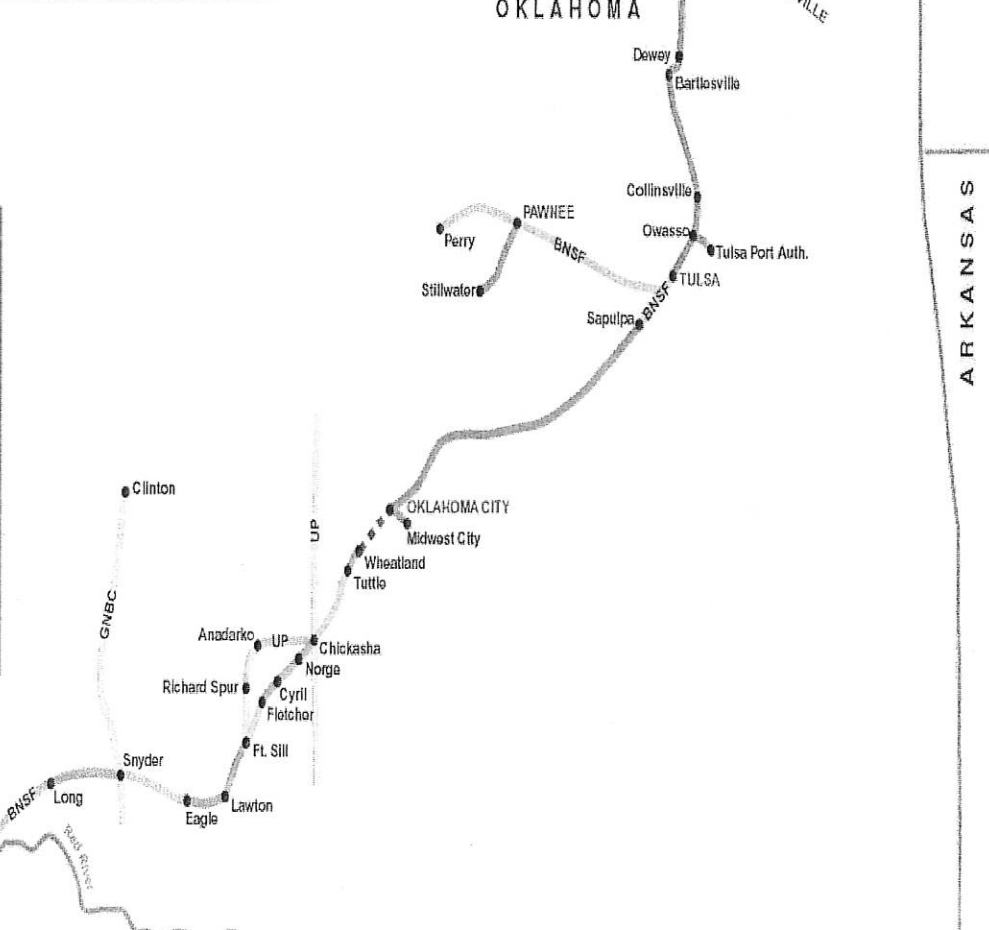 OKLAHOMA
Dewey
Bartlesville
Collinsville
PAWNEE
Owasso
Perry
BNSF
Tulsa Port Auth.
TULSA
Stillwater
BNSF
Sapulpa
ARKANSAS
Clinton
OKLAHOMA CITY
UP
Midwest City
Wheatland
Tuttle
GNBC
Anadarko
UP
Chickasha
Norge
Richard Spur
Cyril
Fletcher
Ft. Sill
Snyder
BNSF
Long
Eagle
Lawton
Red River